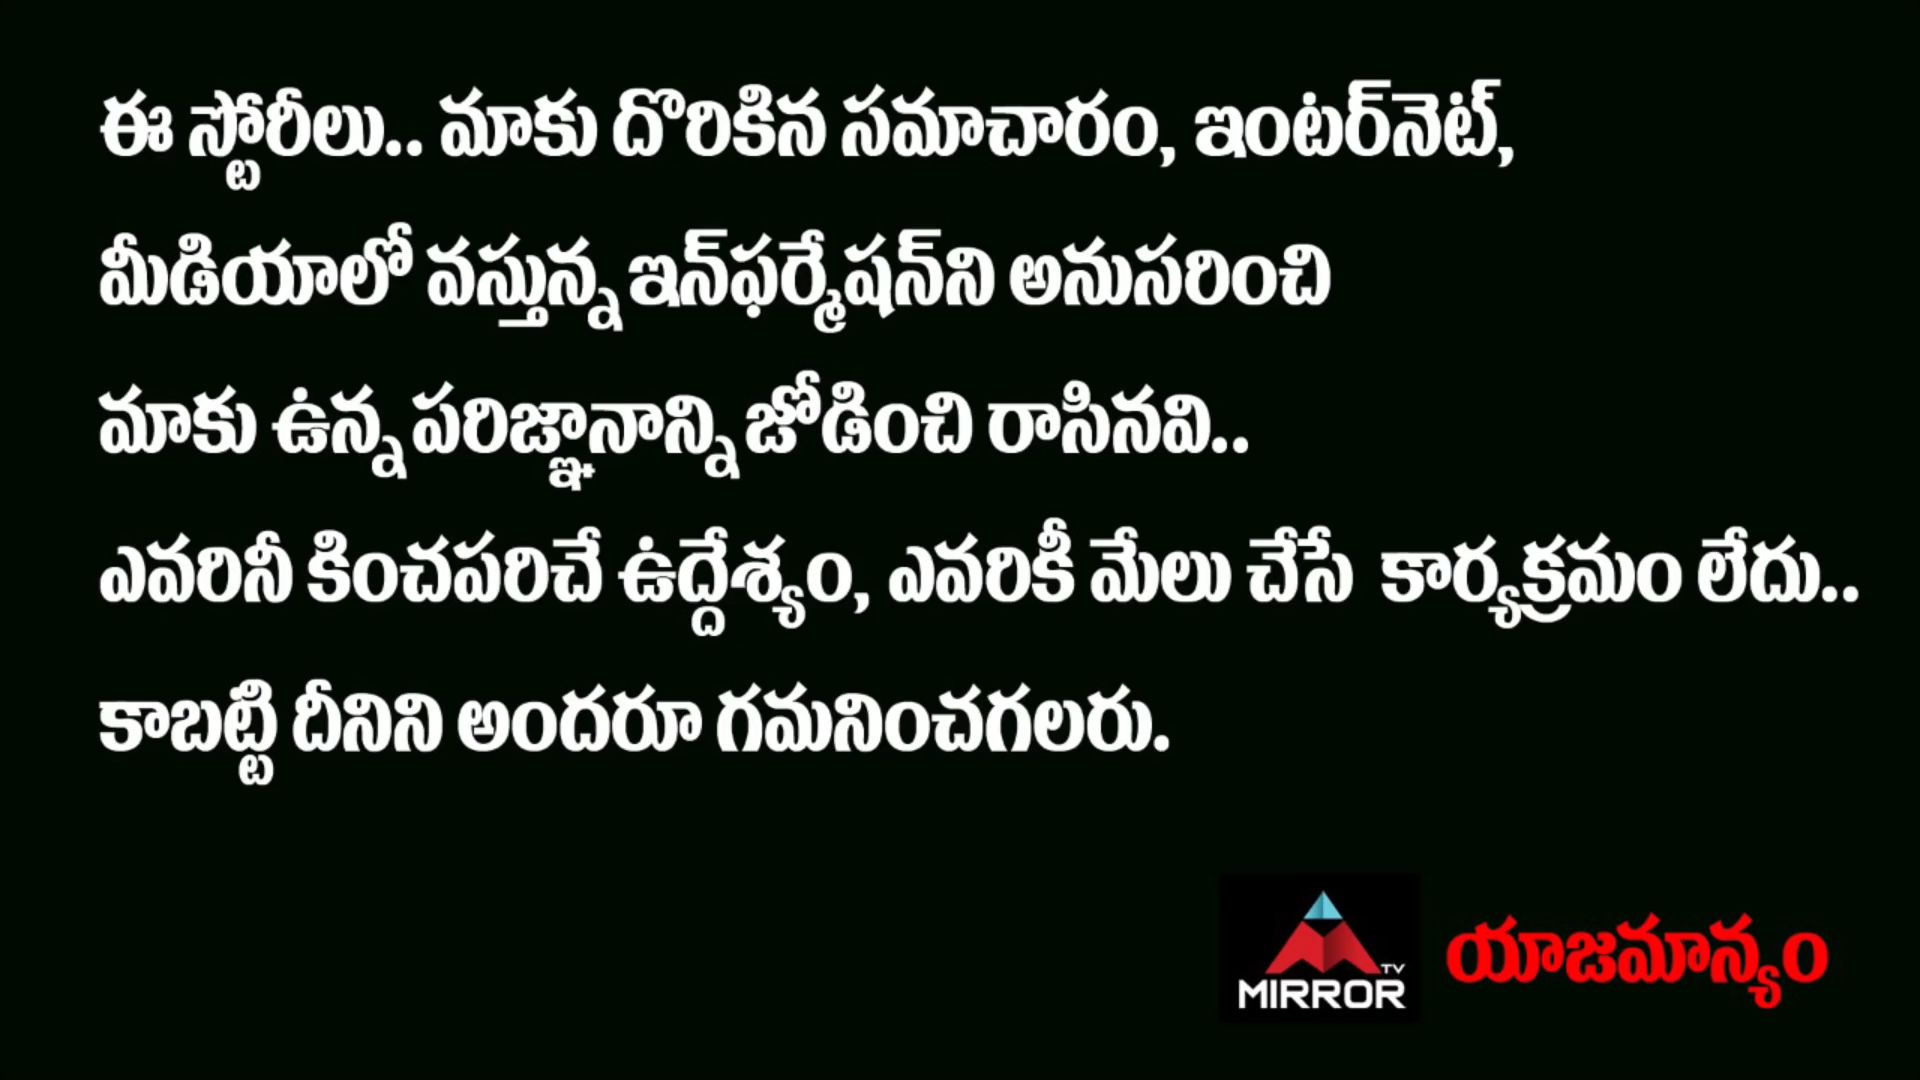 ఈ స్టోరీలు.. మాకు దొరికిన సమాచారం, ఇంటర్‌నెట్,
మీడియాలో వస్తున్న ఇన్‌ఫర్మేషన్‌ని అనుసరించి
మాకు ఉన్న పరిజ్ఞానాన్ని జోడించి రాసినవి..
ఎవరినీ కించపరిచే ఉద్దేశ్యం, ఎవరికీ మేలు చేసే కార్యక్రమం లేదు..
కాబట్టి దీనిని అందరూ గమనించగలరు.
TV
MIRROR
యాజమాన్యం